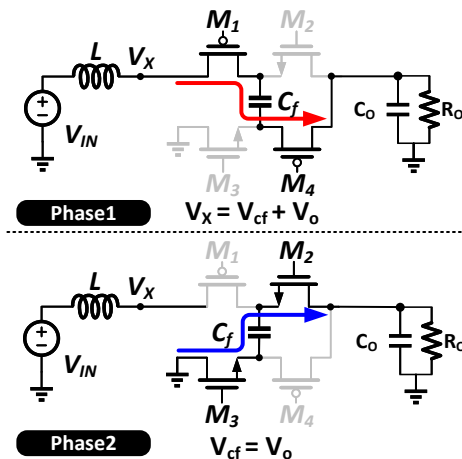 M1 M2
L VX
Cf
CO RO
VIN
M3 M4
Phase1 VX = Vcf + Vo
M1 M2
L VX
Cf
CO RO
VIN
M3 M4
Phase2 Vcf = Vo